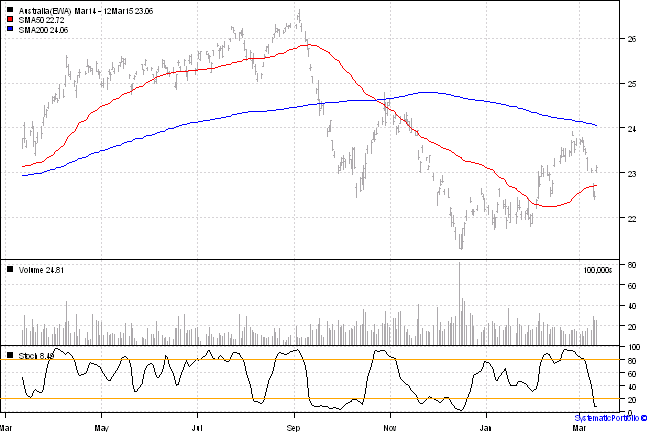 Australia(EWA) Mar14 - 12Mar15 23.06
SMA50 22.72
SMA200 24.06
26
25
24
23
22
Volume 24.81
100,000s
80
60
40
20
Stoch 8.49
100
80
60
40
20
0
Mar May Jul Sep Nov Jan Mar
SystematicPortfolio ©